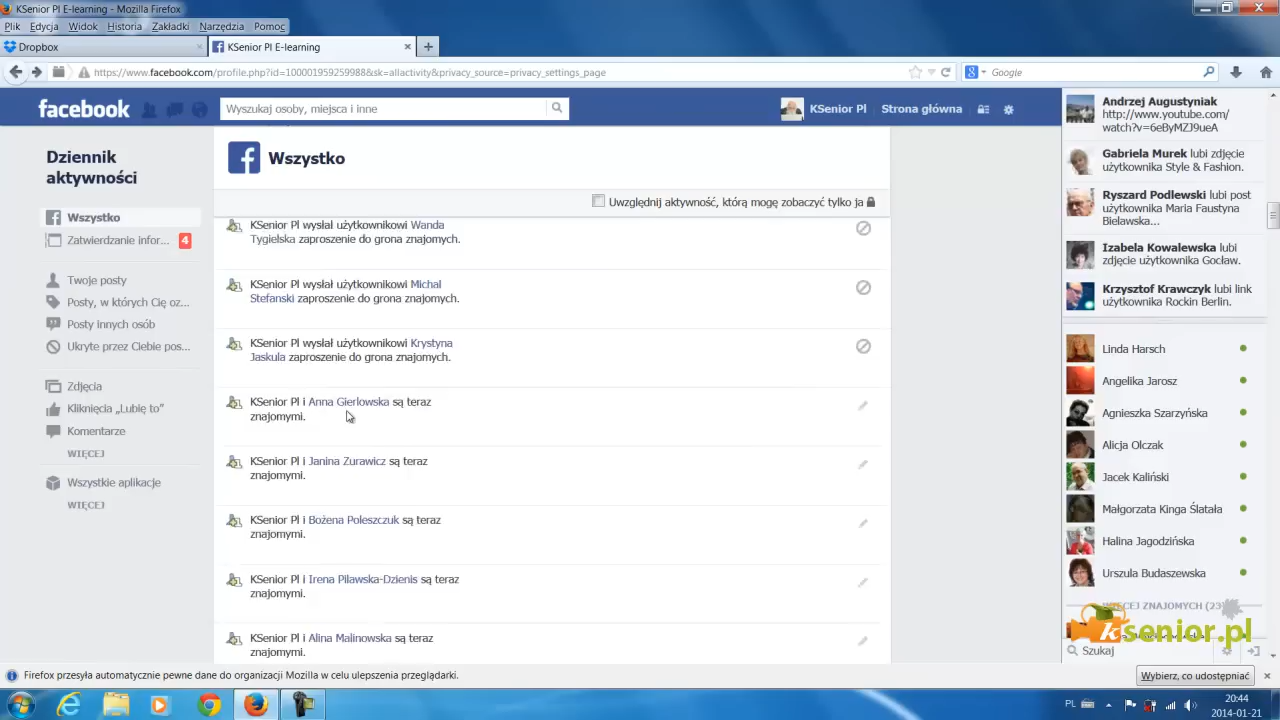 KSenior Pl E-learning - Mozilla Firefox
Plik Edycja Widok Historia Zakładki Narzędzia Pomoc
Dropbox
KSenior Pl E-learning
https://www.facebook.com/profile.php?id=100001959259988&sk=allactivity&privacy_source=privacy_settings_page
Google
facebook
Wyszukaj osoby, miejsca i inne
KSenior Pl
Strona główna
Dziennik
aktywności
Wszystko
Zatwierdzanie infor... 4
Twoje posty
Posty, w których Cię oz...
Posty innych osób
Ukryte przez Ciebie pos...
Zdjęcia
Kliknięcia „Lubię to”
Komentarze
WIĘCEJ
Wszystkie aplikacje
WIĘCEJ
Wszystko
Uwzględnij aktywność, którą mogę zobaczyć tylko ja
KSenior Pl wysłał użytkownikowi Wanda
Tygielska zaproszenie do grona znajomych.
KSenior Pl wysłał użytkownikowi Michal
Stefanski zaproszenie do grona znajomych.
KSenior Pl wysłał użytkownikowi Krystyna
Jaskula zaproszenie do grona znajomych.
KSenior Pl i Anna Gierlowska są teraz
znajomymi.
KSenior Pl i Janina Zurawicz są teraz
znajomymi.
KSenior Pl i Bożena Poleszczuk są teraz
znajomymi.
KSenior Pl i Irena Pilawska-Dzienis są teraz
znajomymi.
KSenior Pl i Alina Malinowska są teraz
znajomymi.
Andrzej Augustyniak
http://www.youtube.com/
watch?v=6eByMZJ9ueA
Gabriela Murek lubi zdjęcie
użytkownika Style & Fashion.
Ryszard Podlewski lubi post
użytkownika Maria Faustyna
Bielawska...
Izabela Kowalewska lubi
zdjęcie użytkownika Gocław.
Krzysztof Krawczyk lubi link
użytkownika Rockin Berlin.
Linda Harsch
Angelika Jarosz
Agnieszka Szarzyńska
Alicja Olczak
Jacek Kaliński
Małgorzata Kinga Ślatała
Halina Jagodzińska
Urszula Budaszewska
WIĘCEJ ZNAJOMYCH (23)
ksenior.pl
Szukaj
Firefox przesyła automatycznie pewne dane do organizacji Mozilla w celu ulepszenia przeglądarki.
Wybierz, co udostępniać
PL
20:44
2014-01-21